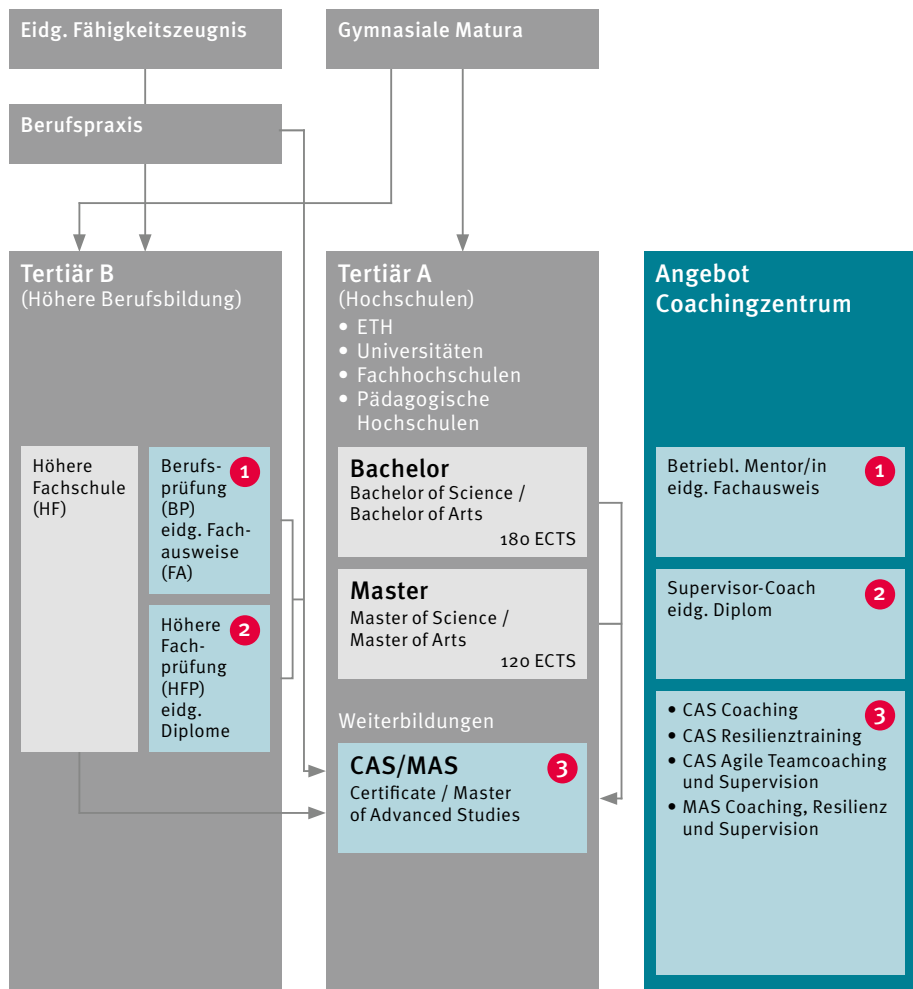 Eidg. Fähigkeitszeugnis
Gymnasiale Matura
Berufspraxis
Tertiär B
(Höhere Berufsbildung)
Höhere
Fachschule
(HF)
Berufs-
prüfung
(BP)
eidg. Fach-
ausweise
(FA)
1
Höhere
Fach-
prüfung
(HFP)
eidg.
Diplome
2
Tertiär A
(Hochschulen)
• ETH
• Universitäten
• Fachhochschulen
• Pädagogische
Hochschulen
Bachelor
Bachelor of Science /
Bachelor of Arts
180 ECTS
Master
Master of Science /
Master of Arts
120 ECTS
Weiterbildungen
CAS/MAS
Certificate / Master
of Advanced Studies
3
Angebot
Coachingzentrum
Betriebl. Mentor/in
eidg. Fachausweis
1
Supervisor-Coach
eidg. Diplom
2
• CAS Coaching
• CAS Resilienztraining
• CAS Agile Teamcoaching
und Supervision
• MAS Coaching, Resilienz
und Supervision
3